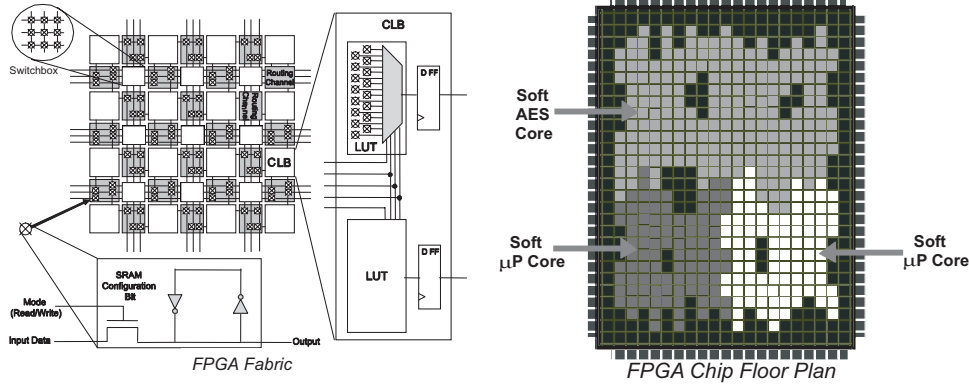 Switchbox
Routing
Channel
Routing
Channel
CLB
CLB
LUT
D FF
LUT
D FF
SRAM
Configuration
Bit
Mode
(Read/Write)
Input Data
Output
FPGA Fabric
Soft
AES
Core
Soft
μP Core
Soft
μP Core
FPGA Chip Floor Plan